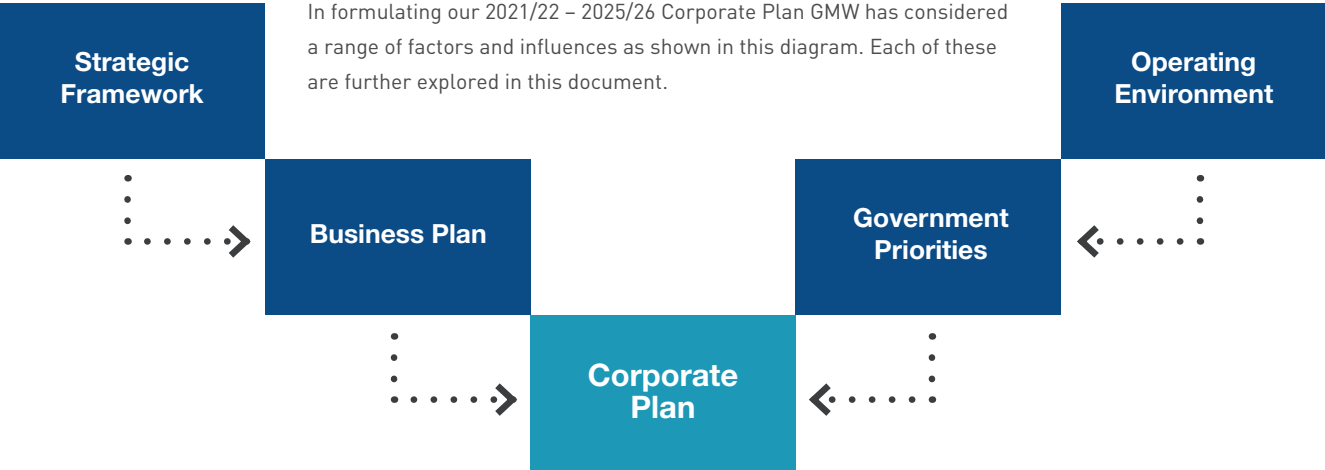 In formulating our 2021/22 – 2025/26 Corporate Plan GMW has considered
a range of factors and influences as shown in this diagram. Each of these
are further explored in this document.
Strategic
Framework
Operating
Environment
Business Plan
Government
Priorities
Corporate
Plan